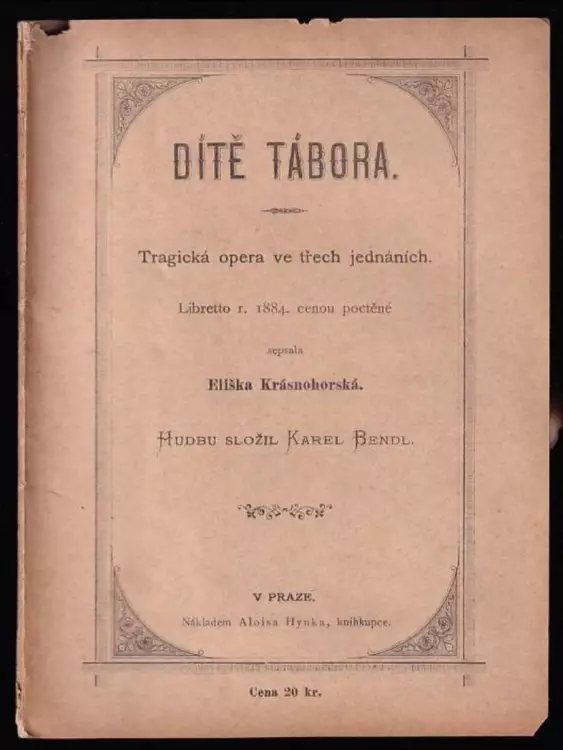 DÍTĚ TÁBORA.
Tragická opera ve třech jednáních.
Libretto r. 1884. cenou poctěné
sepsala
Eliška Krásnohorská.
HUDBU SLOŽIL KAREL BENDL.
V PRAZE.
Nákladem Aloisa Hynka, knihkupce.
Cena 20 kr.